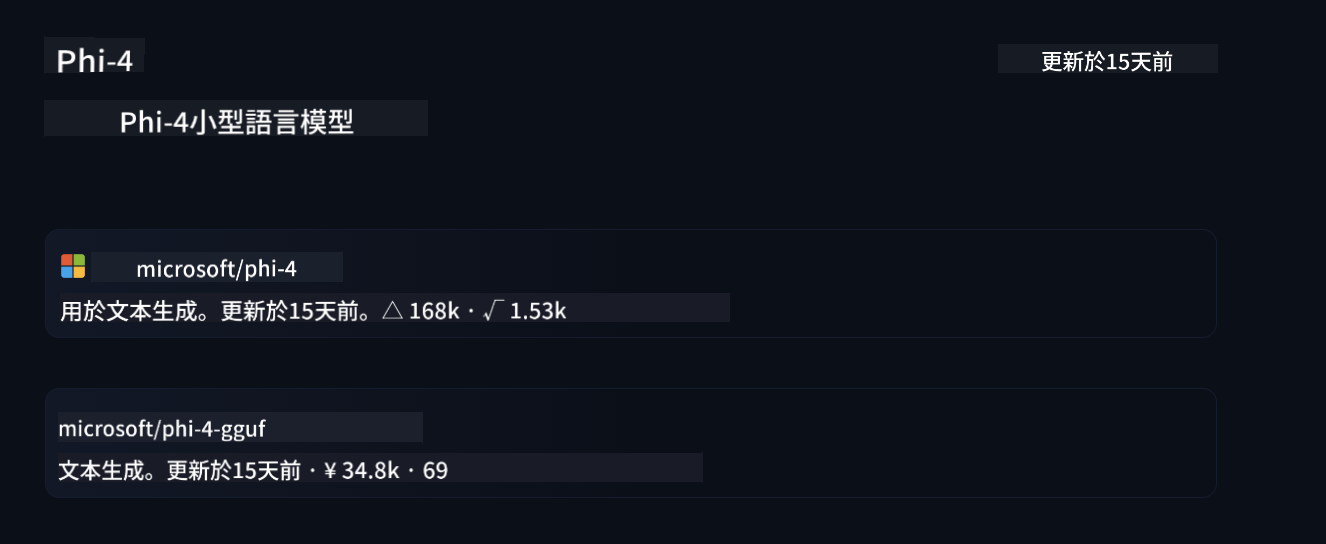 Phi-4
更新於15天前
Phi-4小型語言模型
microsoft/phi-4
用於文本生成。更新於15天前。△ 168k · √ 1.53k
microsoft/phi-4-gguf
文本生成。更新於15天前 · ¥ 34.8k · 69